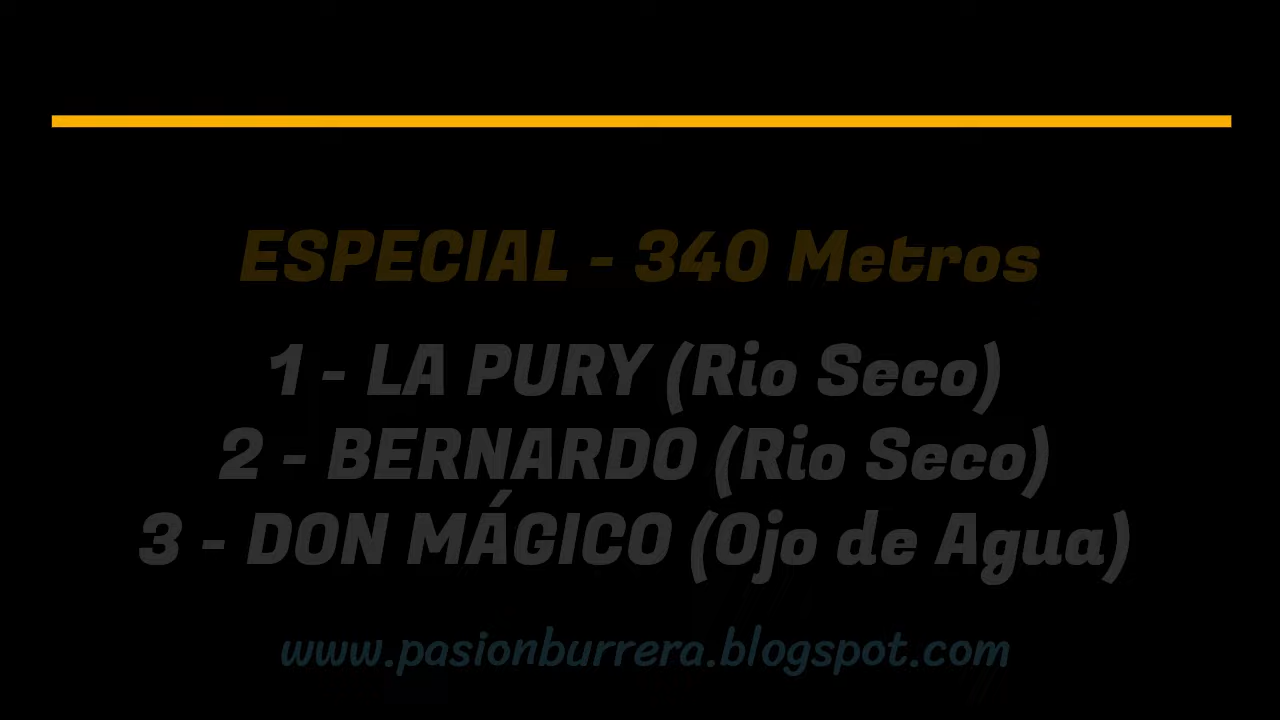 ESPECIAL - 340 Metros
1 - LA PURY (Rio Seco)
2 - BERNARDO (Rio Seco)
3 - DON MÁGICO (Ojo de Agua)
www.pasionburrera.blogspot.com